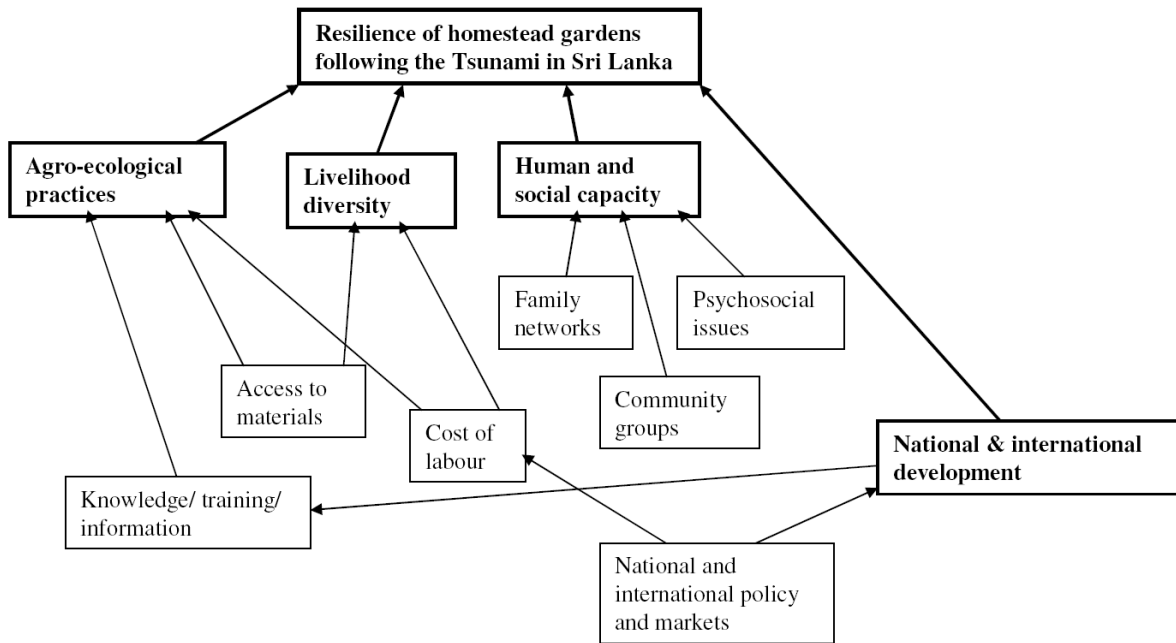 Resilience of homestead gardens
following the Tsunami in Sri Lanka
Agro-ecological
practices
Livelihood
diversity
Human and
social capacity
Family
networks
Psychosocial
issues
Access to
materials
Cost of
labour
Community
groups
National & international
development
Knowledge/ training/
information
National and
international policy
and markets